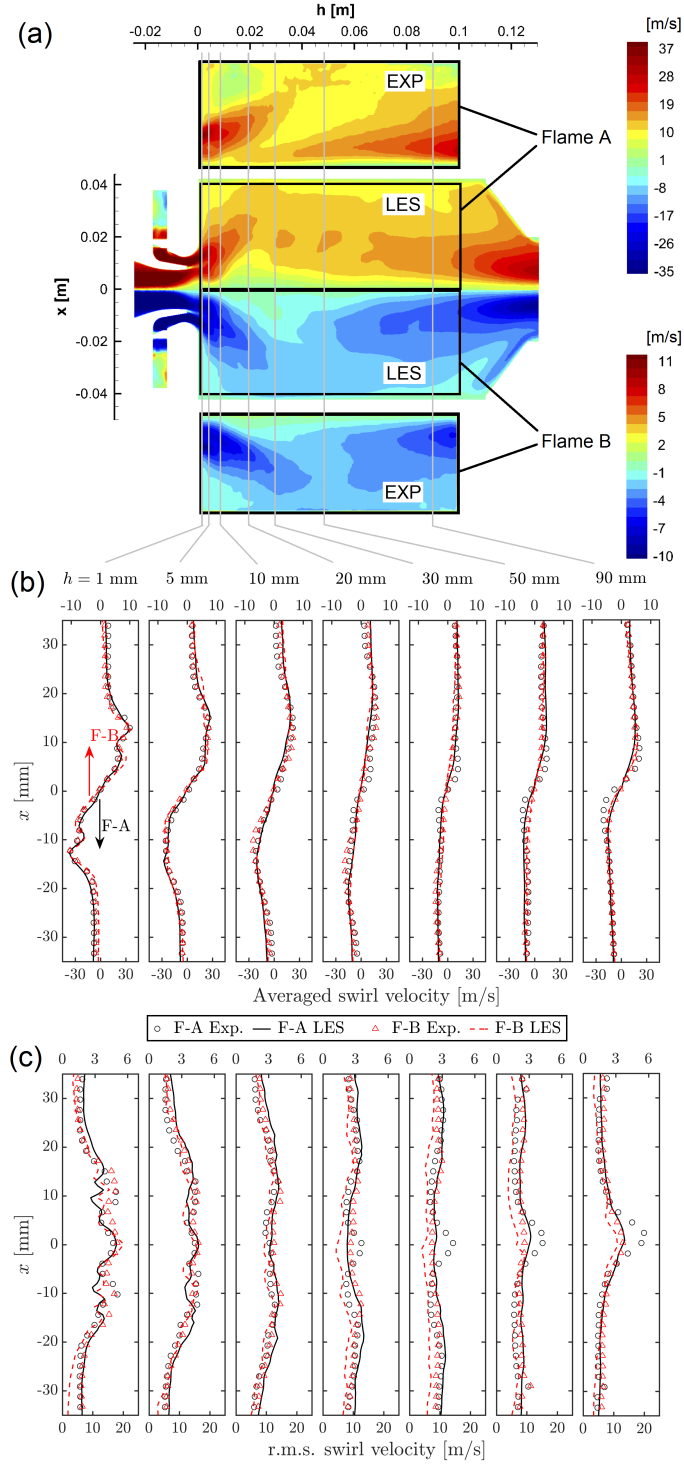 (a)
h [m]
-0.02 0 0.02 0.04 0.06 0.08 0.1 0.12
[m/s]
37
28
19
10
1
-8
-17
-26
-35
EXP
Flame A
LES
x [m]
0.04
0.02
0
-0.02
-0.04
LES
Flame B
EXP
[m/s]
11
8
5
2
-1
-4
-7
-10
(b)
h = 1 mm 5 mm 10 mm 20 mm 30 mm 50 mm 90 mm
-10 0 10 -10 0 10 -10 0 10 -10 0 10 -10 0 10 -10 0 10 -10 0 10
30
20
10
0
-10
-20
-30
x [mm]
F-B
F-A
-30 0 30 -30 0 30 -30 0 30 -30 0 30 -30 0 30 -30 0 30 -30 0 30
Averaged swirl velocity [m/s]
F-A Exp. F-A LES F-B Exp. F-B LES
(c)
0 3 6 0 3 6 0 3 6 0 3 6 0 3 6 0 3 6 0 3 6
30
20
10
0
-10
-20
-30
x [mm]
0 10 20 0 10 20 0 10 20 0 10 20 0 10 20 0 10 20 0 10 20
r.m.s. swirl velocity [m/s]